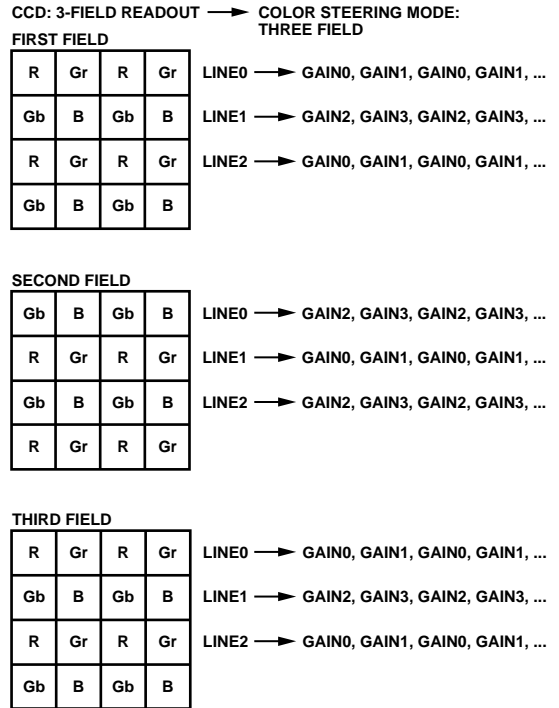 CCD: 3-FIELD READOUT → COLOR STEERING MODE:
THREE FIELD
FIRST FIELD
R Gr R Gr LINE0 → GAIN0, GAIN1, GAIN0, GAIN1, ...
Gb B Gb B LINE1 → GAIN2, GAIN3, GAIN2, GAIN3, ...
R Gr R Gr LINE2 → GAIN0, GAIN1, GAIN0, GAIN1, ...
Gb B Gb B
SECOND FIELD
Gb B Gb B LINE0 → GAIN2, GAIN3, GAIN2, GAIN3, ...
R Gr R Gr LINE1 → GAIN0, GAIN1, GAIN0, GAIN1, ...
Gb B Gb B LINE2 → GAIN2, GAIN3, GAIN2, GAIN3, ...
R Gr R Gr
THIRD FIELD
R Gr R Gr LINE0 → GAIN0, GAIN1, GAIN0, GAIN1, ...
Gb B Gb B LINE1 → GAIN2, GAIN3, GAIN2, GAIN3, ...
R Gr R Gr LINE2 → GAIN0, GAIN1, GAIN0, GAIN1, ...
Gb B Gb B